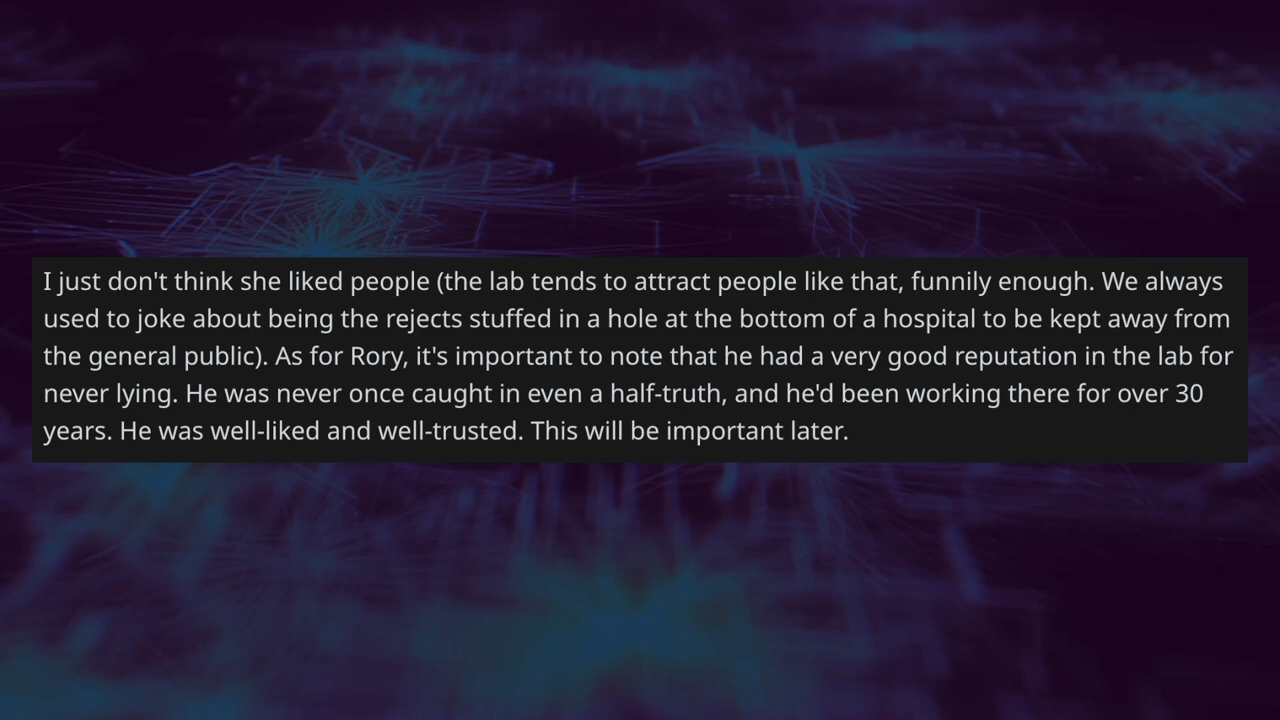 I just don't think she liked people (the lab tends to attract people like that, funnily enough. We always
used to joke about being the rejects stuffed in a hole at the bottom of a hospital to be kept away from
the general public). As for Rory, it's important to note that he had a very good reputation in the lab for
never lying. He was never once caught in even a half-truth, and he'd been working there for over 30
years. He was well-liked and well-trusted. This will be important later.